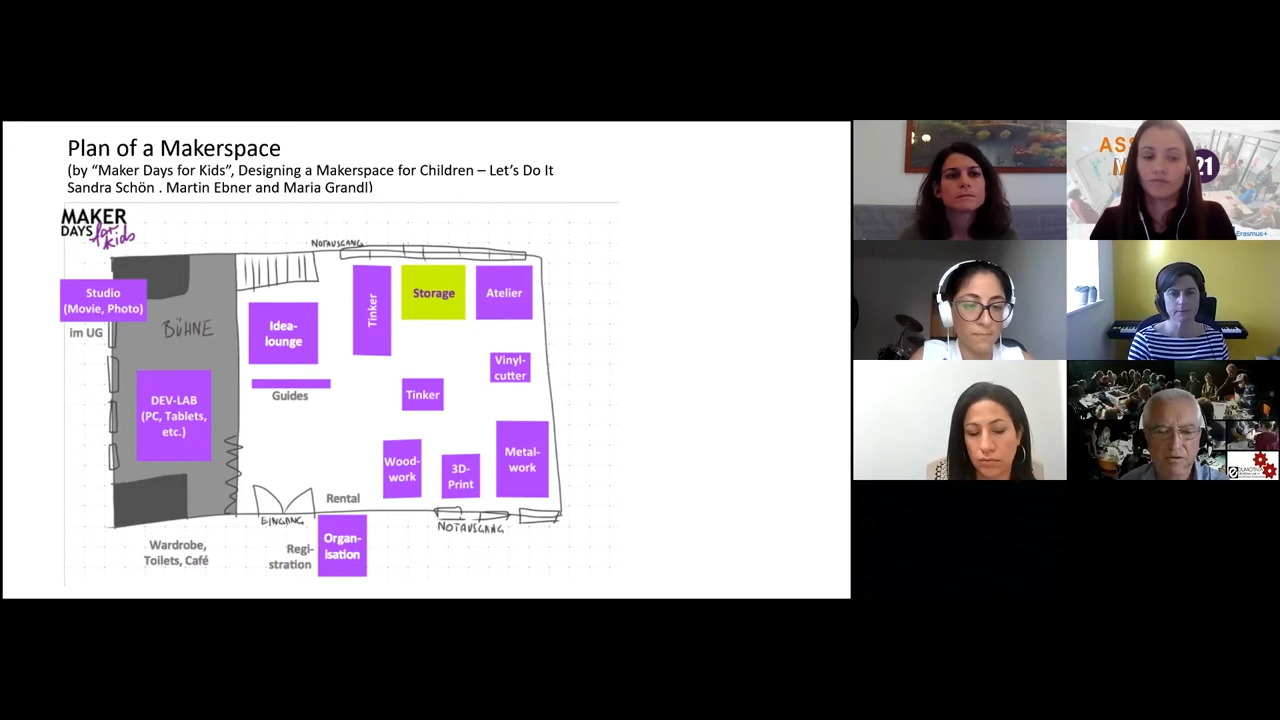 Plan of a Makerspace
(by “Maker Days for Kids”, Designing a Makerspace for Children – Let’s Do It
Sandra Schön , Martin Ebner and Maria Grandl)
MAKER
DAYS for
kids
NOTAUSGANG
Studio
(Movie, Photo)
im UG
BÜHNE
Idea-
lounge
Tinker
Storage
Atelier
Guides
Vinyl-
cutter
Tinker
DEV-LAB
(PC, Tablets,
etc.)
Wood-
work
3D-
Print
Metal-
work
Rental
EINGANG
NOTAUSGANG
Wardrobe,
Toilets, Café
Regi-
stration
Organ-
isation
ASS
21
Erasmus+